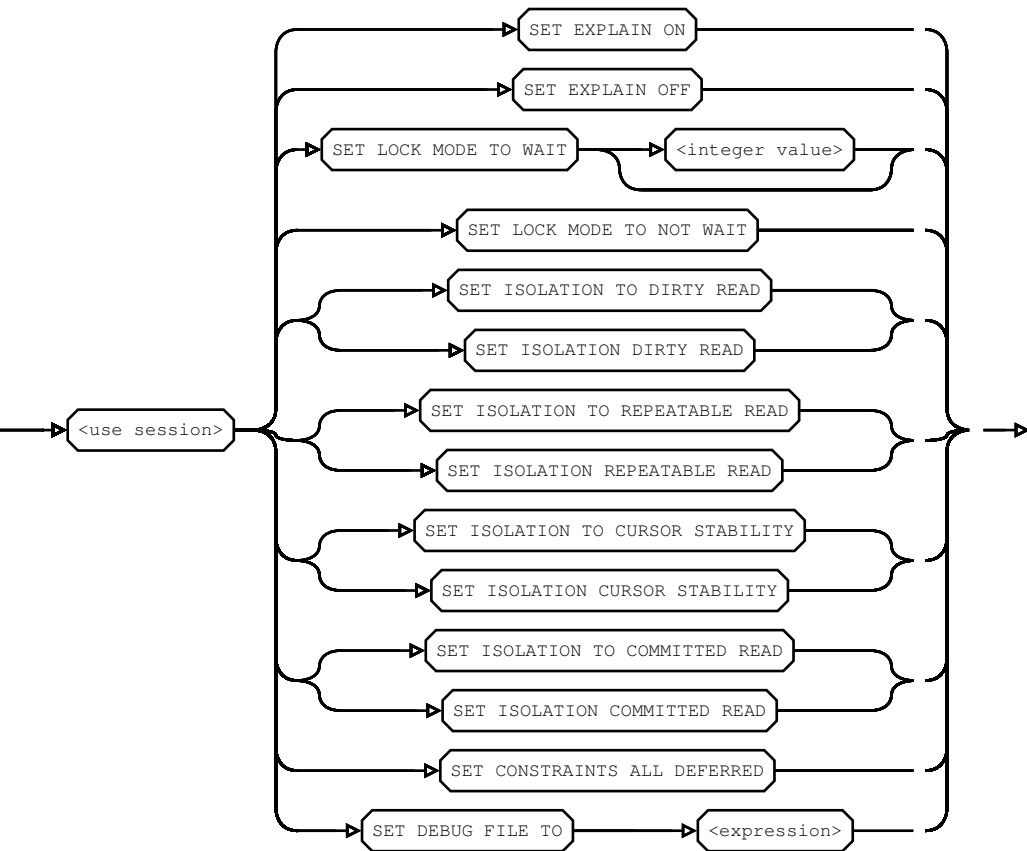 SET EXPLAIN ON
SET EXPLAIN OFF
SET LOCK MODE TO WAIT <integer value>
SET LOCK MODE TO NOT WAIT
SET ISOLATION TO DIRTY READ
SET ISOLATION DIRTY READ
SET ISOLATION TO REPEATABLE READ
<use session>
SET ISOLATION REPEATABLE READ
SET ISOLATION TO CURSOR STABILITY
SET ISOLATION CURSOR STABILITY
SET ISOLATION TO COMMITTED READ
SET ISOLATION COMMITTED READ
SET CONSTRAINTS ALL DEFERRED
SET DEBUG FILE TO <expression>